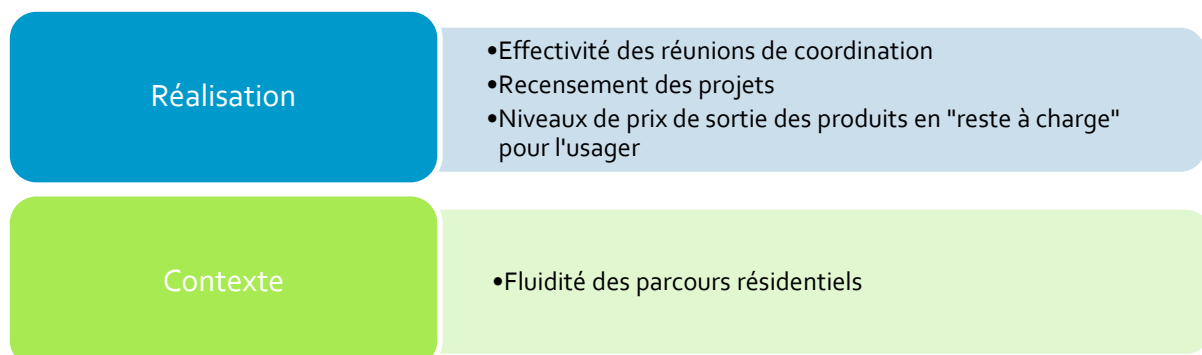 Réalisation
•Effectivité des réunions de coordination
•Recensement des projets
•Niveaux de prix de sortie des produits en "reste à charge"
pour l'usager
Contexte
•Fluidité des parcours résidentiels